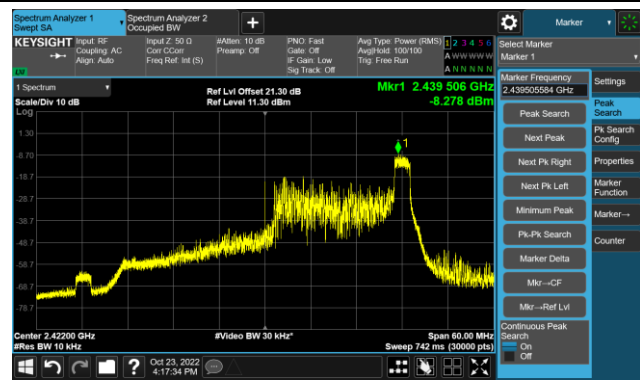 Spectrum Analyzer 1
Swept SA
Spectrum Analyzer 2
Occupied BW
+
Marker
KEYSIGHT
Input: RF
Coupling: AC
Align: Auto
Input Z: 50 Ω
Corr CCorr
Freq Ref: Int (S)
#Atten: 10 dB
Preamp: Off
PNO: Fast
Gate: Off
IF Gain: Low
Sig Track: Off
Avg Type: Power (RMS)
Avg|Hold: 100/100
Trig: Free Run
1 2 3 4 5 6
A W W W W W
A N N N N N
LXI
Select Marker
Marker 1
1 Spectrum
Scale/Div 10 dB
Log
Ref Lvl Offset 21.30 dB
Ref Level 11.30 dBm
Mkr1 2.439 506 GHz
-8.278 dBm
1
1.30
-8.70
-18.7
-28.7
-38.7
-48.7
-58.7
-68.7
-78.7
Center 2.42200 GHz
#Res BW 10 kHz
#Video BW 30 kHz*
Span 60.00 MHz
Sweep 742 ms (30000 pts)
Marker Frequency
2.439505584 GHz
Peak Search
Next Peak
Next Pk Right
Next Pk Left
Minimum Peak
Pk-Pk Search
Marker Delta
Mkr→CF
Mkr→Ref Lvl
Continuous Peak
Search
On
Off
Settings
Peak
Search
Pk Search
Config
Properties
Marker
Function
Marker→
Counter
?
Oct 23, 2022
4:17:34 PM